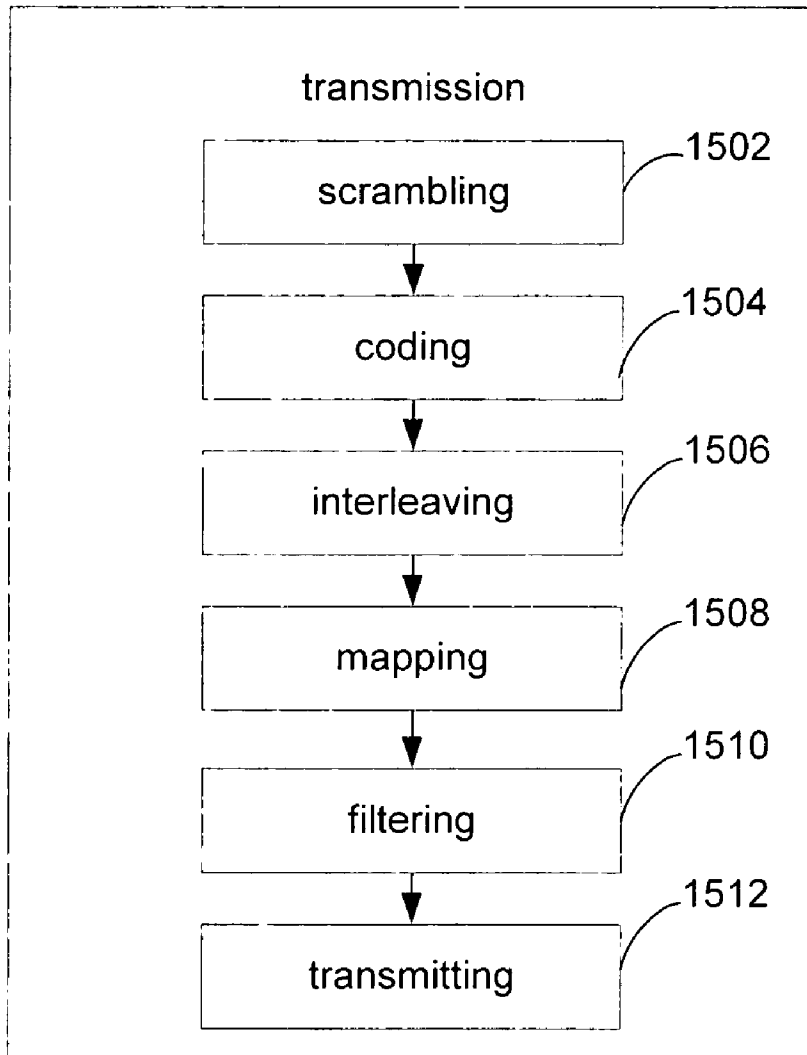 transmission
1502
scrambling
1504
coding
1506
interleaving
1508
mapping
1510
filtering
1512
transmitting